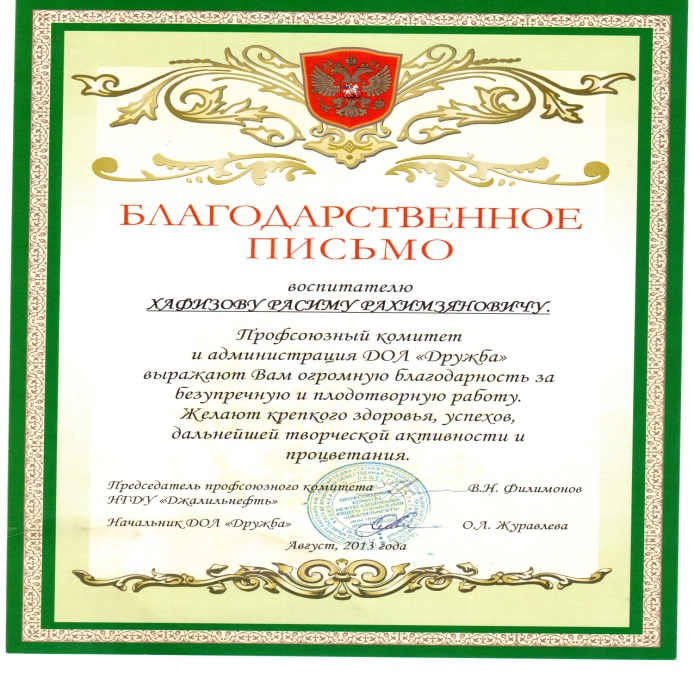 БЛАГОДАРСТВЕННОЕ
ПИСЬМО
воспитателю
ХАФИЗОВУ РАСИМУ РАХИМЗЯНОВИЧУ.
Профсоюзный комитет
и администрация ДОЛ «Дружба»
выражают Вам огромную благодарность за
безупречную и плодотворную работу.
Желают крепкого здоровья, успехов,
дальнейшей творческой активности и
процветания.
Председатель профсоюзного комитета В.Н. Филимонов
НГДУ «Джалильнефть»
Начальник ДОЛ «Дружба» О.Л. Журавлева
Август, 2013 года